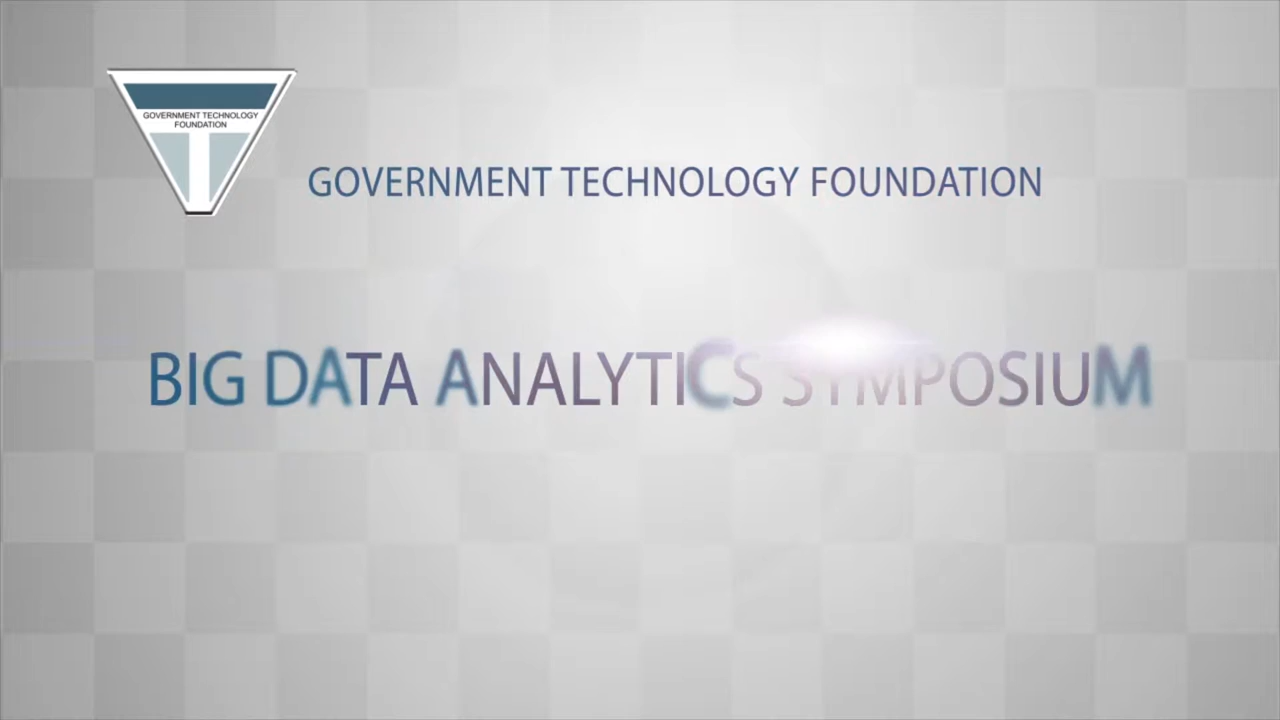 GOVERNMENT TECHNOLOGY
FOUNDATION
GOVERNMENT TECHNOLOGY FOUNDATION
BIG DATA ANALYTICS SYMPOSIUM